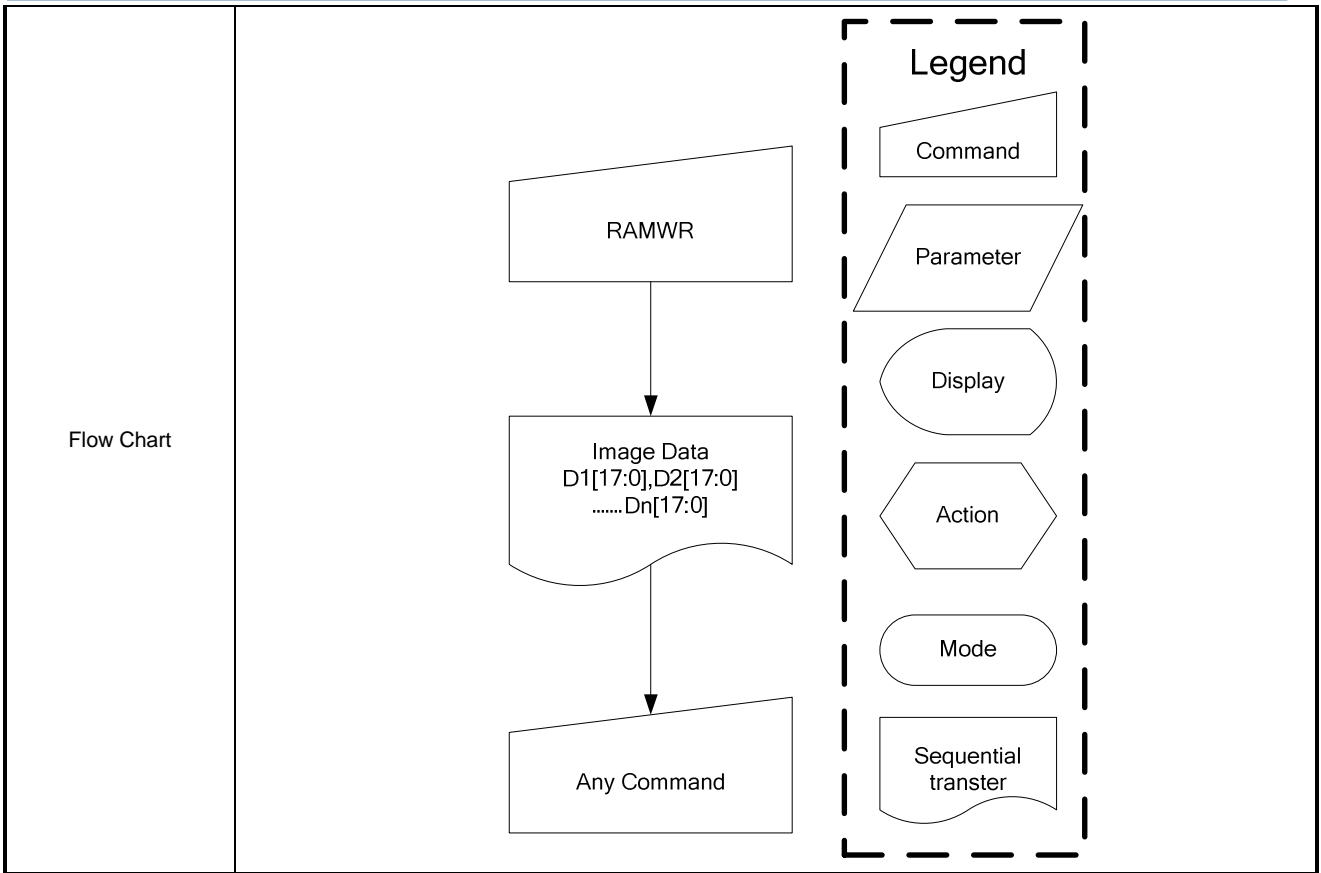 Flow Chart
RAMWR
Image Data
D1[17:0],D2[17:0]
.......Dn[17:0]
Any Command
Legend
Command
Parameter
Display
Action
Mode
Sequential
transter